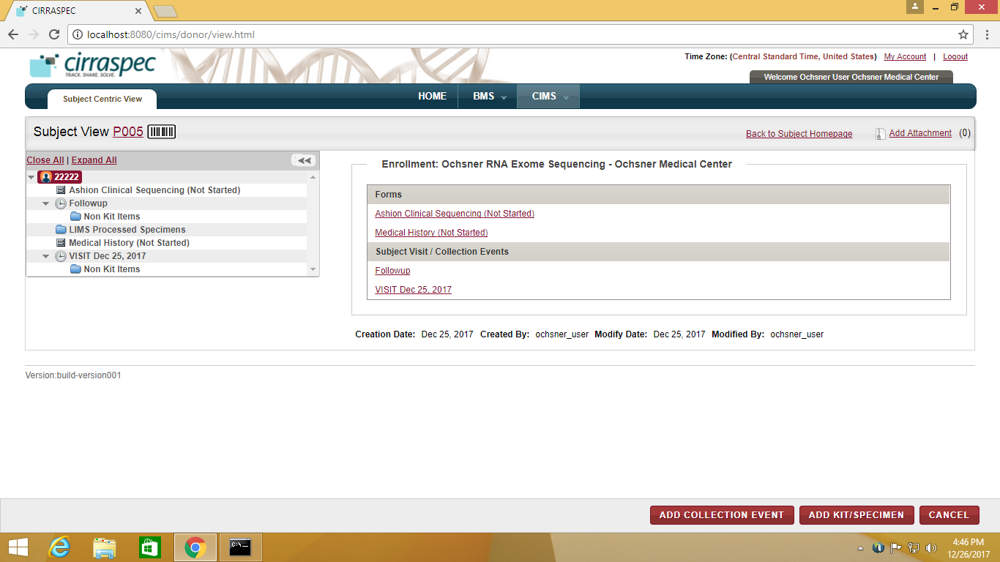 CIRRASPEC
localhost:8080/cims/donor/view.html
cirraspec
TRACK. SHARE. SOLVE.
Time Zone: (Central Standard Time, United States) My Account | Logout
Welcome Ochsner User Ochsner Medical Center
Subject Centric View
HOME BMS CIMS
Subject View P005
Back to Subject Homepage Add Attachment (0)
Close All | Expand All
22222
Ashion Clinical Sequencing (Not Started)
Followup
Non Kit Items
LIMS Processed Specimens
Medical History (Not Started)
VISIT Dec 25, 2017
Non Kit Items
Enrollment: Ochsner RNA Exome Sequencing - Ochsner Medical Center
Forms
Ashion Clinical Sequencing (Not Started)
Medical History (Not Started)
Subject Visit / Collection Events
Followup
VISIT Dec 25, 2017
Creation Date: Dec 25, 2017 Created By: ochsner_user Modify Date: Dec 25, 2017 Modified By: ochsner_user
Version:build-version001
ADD COLLECTION EVENT ADD KIT/SPECIMEN CANCEL
C:\
4:46 PM
12/26/2017